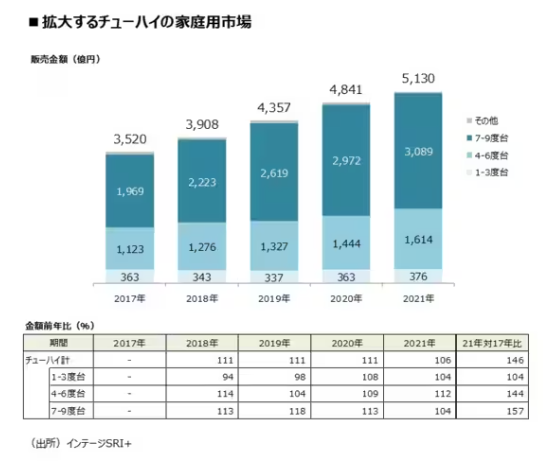 ■拡大するチューハイの家庭用市場
販売金額（億円）
5,130
4,841
4,357
3,908
3,520
その他
7-9度台
4-6度台
1-3度台
1,969 2,223 2,619 2,972 3,089
1,123 1,276 1,327 1,444 1,614
363 343 337 363 376
2017年 2018年 2019年 2020年 2021年
金額前年比（%）
期間 2017年 2018年 2019年 2020年 2021年 21年対17年比
チューハイ計 - 111 111 111 106 146
1-3度台 - 94 98 108 104 104
4-6度台 - 114 104 109 112 144
7-9度台 - 113 118 113 104 157
（出所）インテージSRI+